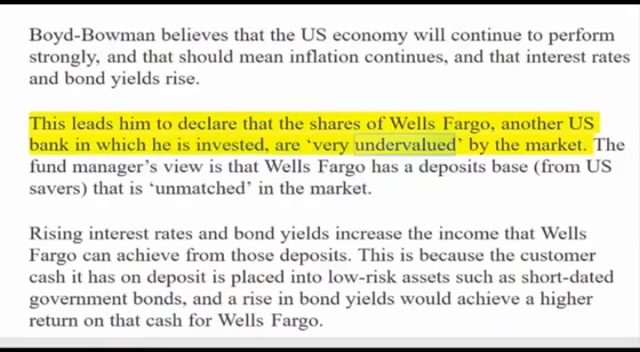 Boyd-Bowman believes that the US economy will continue to perform
strongly, and that should mean inflation continues, and that interest rates
and bond yields rise.
This leads him to declare that the shares of Wells Fargo, another US
bank in which he is invested, are ‘very undervalued’ by the market. The
fund manager’s view is that Wells Fargo has a deposits base (from US
savers) that is ‘unmatched’ in the market.
Rising interest rates and bond yields increase the income that Wells
Fargo can achieve from those deposits. This is because the customer
cash it has on deposit is placed into low-risk assets such as short-dated
government bonds, and a rise in bond yields would achieve a higher
return on that cash for Wells Fargo.